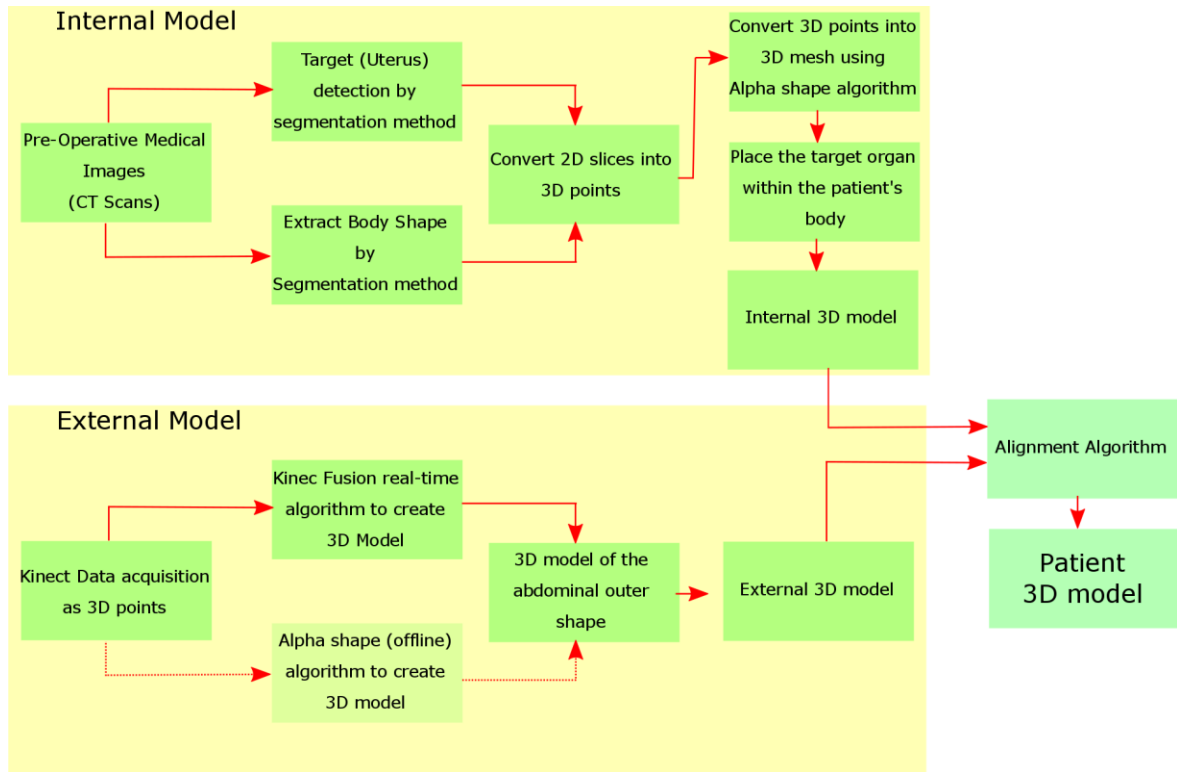 Internal Model
Pre-Operative Medical
Images
(CT Scans)
Target (Uterus)
detection by
segmentation method
Extract Body Shape
by
Segmentation method
Convert 2D slices into
3D points
Convert 3D points into
3D mesh using
Alpha shape algorithm
Place the target organ
within the patient's
body
Internal 3D model
External Model
Kinect Data acquisition
as 3D points
Kinec Fusion real-time
algorithm to create
3D Model
Alpha shape (offline)
algorithm to create
3D model
3D model of the
abdominal outer
shape
External 3D model
Alignment Algorithm
Patient
3D model